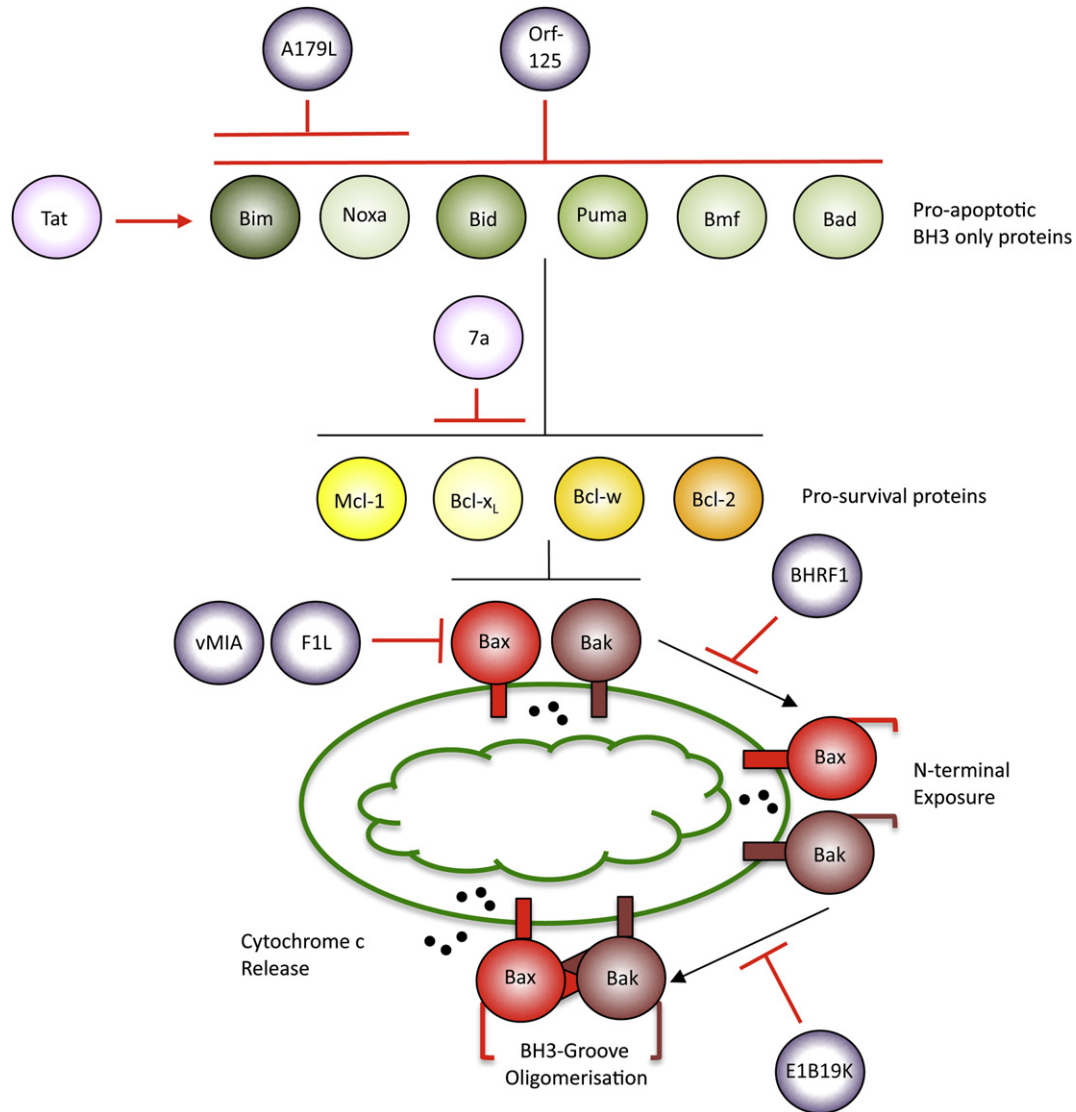 A179L
Orf-
125
Tat
Bim
Noxa
Bid
Puma
Bmf
Bad
Pro-apoptotic
BH3 only proteins
7a
Mcl-1
Bcl-xL
Bcl-w
Bcl-2
Pro-survival proteins
BHRF1
vMIA
F1L
Bax
Bak
Bax
N-terminal
Exposure
Bak
Cytochrome c
Release
Bax
Bak
BH3-Groove
Oligomerisation
E1B19K